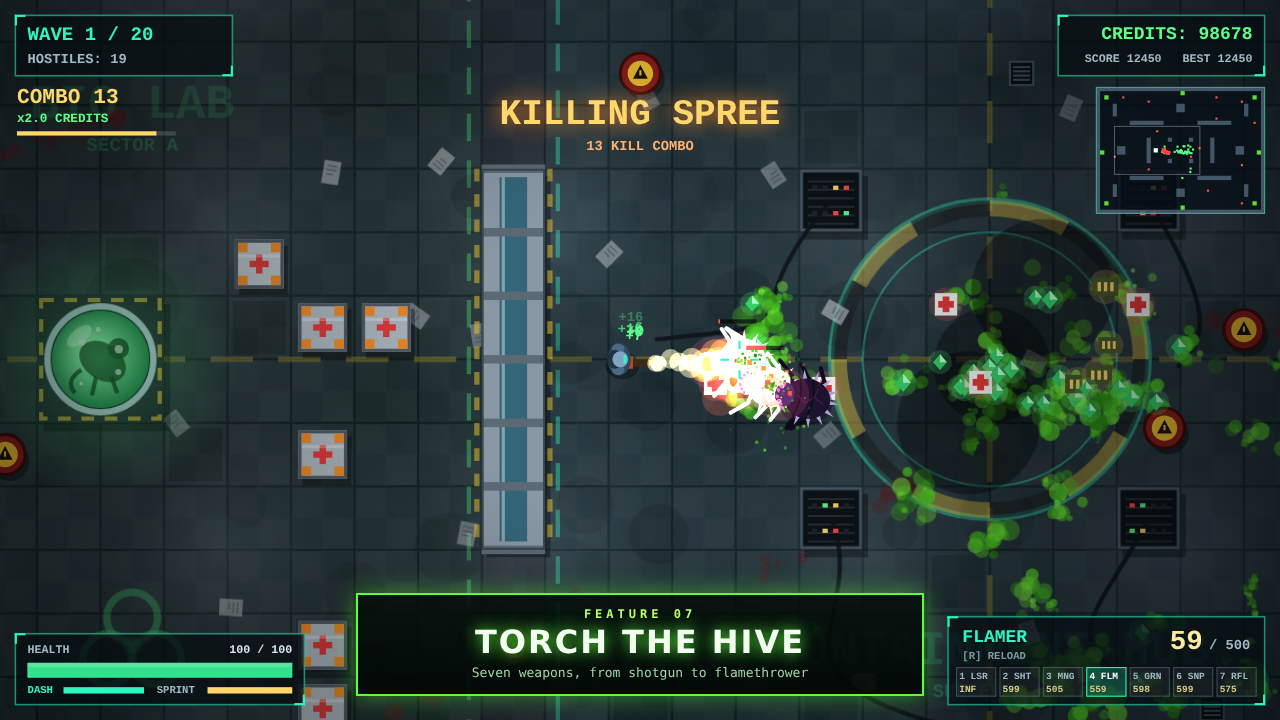 WAVE 1 / 20
HOSTILES: 19
COMBO 13
x2.0 CREDITS
LAB
SECTOR A
KILLING SPREE
13 KILL COMBO
CREDITS: 98678
SCORE 12450 BEST 12450
+16
FEATURE 07
TORCH THE HIVE
Seven weapons, from shotgun to flamethrower
HEALTH 100 / 100
DASH SPRINT
FLAMER 59 / 500
[R] RELOAD
1 LSR 2 SHT 3 MNG 4 FLM 5 GRN 6 SNP 7 RFL
INF 599 505 559 598 599 575